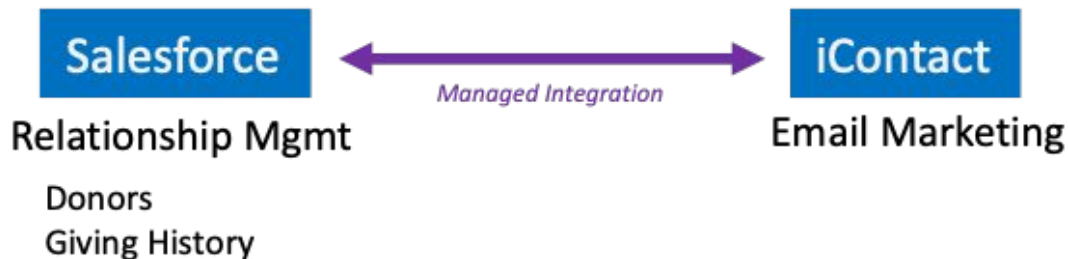 Salesforce
iContact
Managed Integration
Relationship Mgmt
Email Marketing
Donors
Giving History